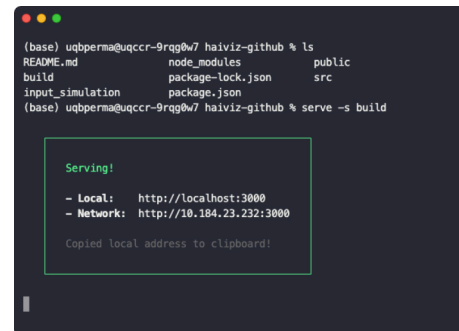 (base) uqbperma@uqccr-9rqg0w7 haiviz-github % ls
README.md node_modules public
build package-lock.json src
input_simulation package.json
(base) uqbperma@uqccr-9rqg0w7 haiviz-github % serve -s build
Serving!
- Local: http://localhost:3000
- Network: http://10.184.23.232:3000
Copied local address to clipboard!